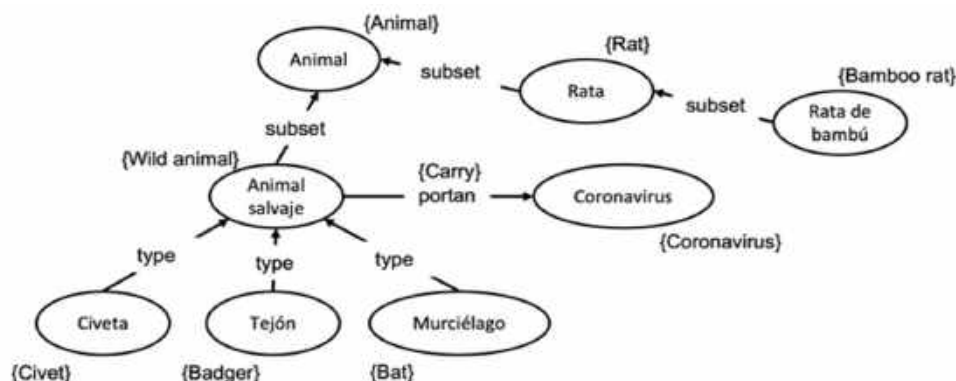 {Animal}
Animal
subset
{Rat}
Rata
subset
{Bamboo rat}
Rata de
bambú
subset
{Wild animal}
Animal
salvaje
{Carry}
portan
Coronavirus
{Coronavirus}
type
type
type
Civeta
Tejón
Murciélago
{Civet}
{Badger}
{Bat}